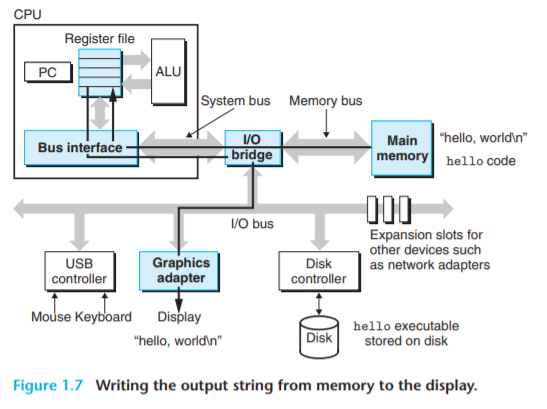 CPU
Register file
PC
ALU
System bus
Memory bus
Bus interface
I/O
bridge
Main
memory
"hello, world\n"
hello code
I/O bus
Expansion slots for
other devices such
as network adapters
USB
controller
Graphics
adapter
Disk
controller
Mouse Keyboard
Display
"hello, world\n"
Disk
hello executable
stored on disk
Figure 1.7 Writing the output string from memory to the display.